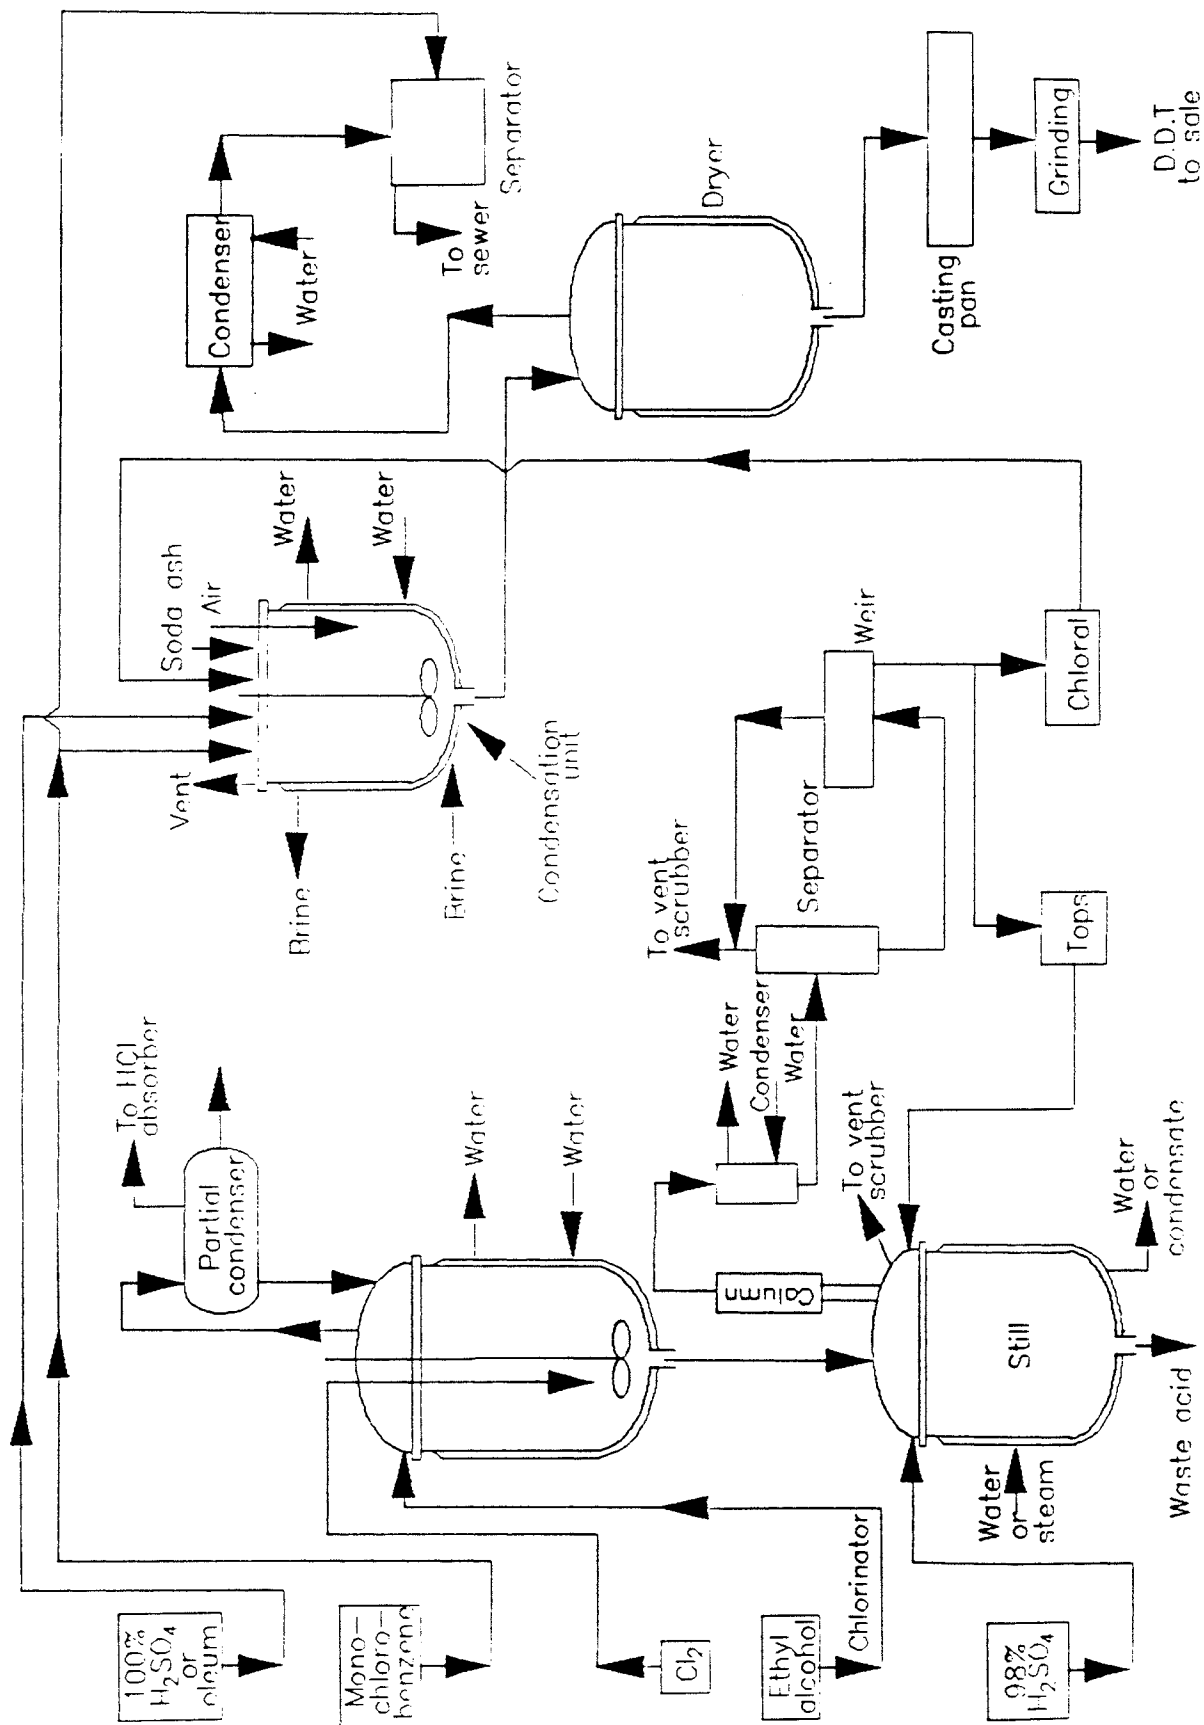 100%
H2SO4
or
oleum
Mono-
chloro-
benzene
Cl2
Ethyl
alcohol
Chlorinator
98%
H2SO4
To HCl
absorber
Partial
condenser
Water
Water
Column
Still
Water
or
steam
Waste acid
Water
or
condensate
To vent
scrubber
Water
Condenser
Water
To vent
scrubber
Separator
Weir
Tops
Chloral
Vent
Soda ash
Air
Water
Water
Brine
Brine
Condensation
unit
Condenser
Water
Separator
To
sewer
Dryer
Casting
pan
Grinding
D.D.T
to sale